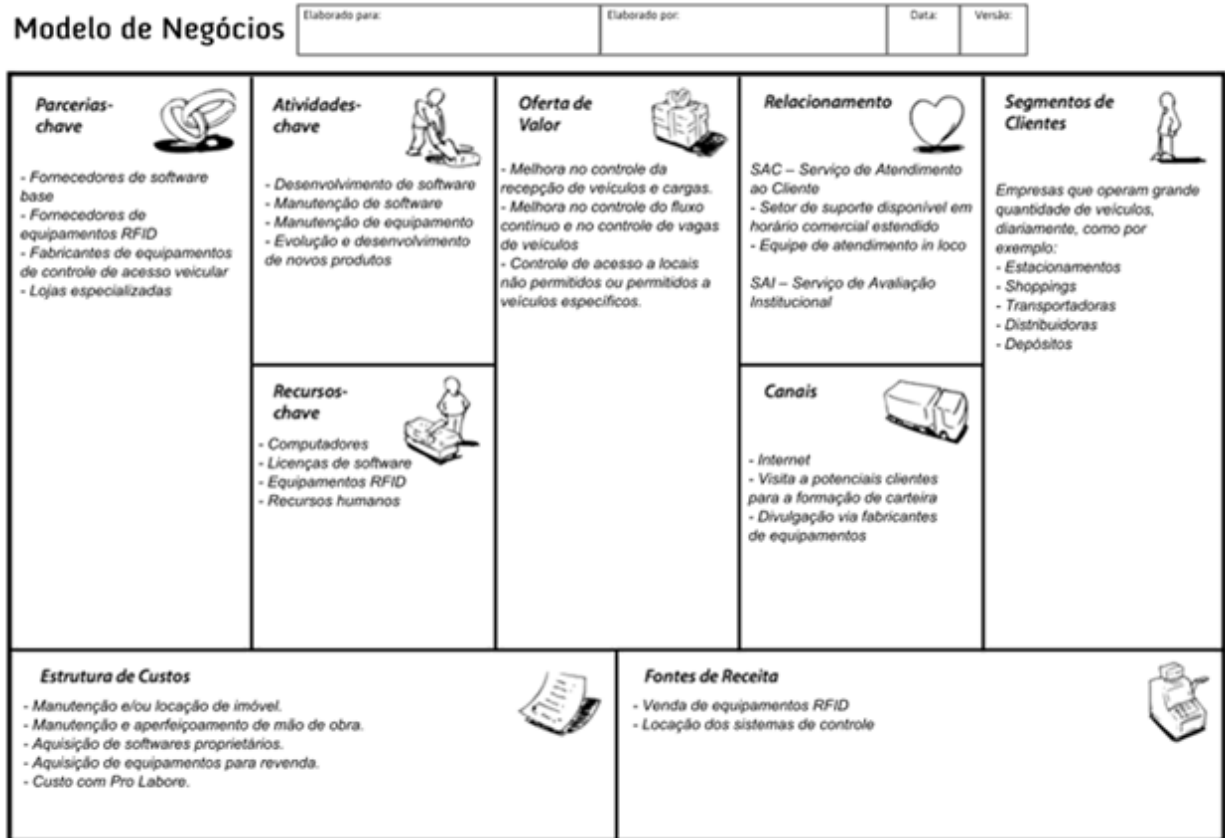 Modelo de Negócios
Elaborado para:
Elaborado por:
Data:
Versão:
Parcerias-
chave
- Fornecedores de software
base
- Fornecedores de
equipamentos RFID
- Fabricantes de equipamentos
de controle de acesso veicular
- Lojas especializadas
Atividades-
chave
- Desenvolvimento de software
- Manutenção de software
- Manutenção de equipamento
- Evolução e desenvolvimento
de novos produtos
Recursos-
chave
- Computadores
- Licenças de software
- Equipamentos RFID
- Recursos humanos
Oferta de
Valor
- Melhora no controle da
recepção de veículos e cargas.
- Melhora no controle do fluxo
contínuo e no controle de vagas
de veículos
- Controle de acesso a locais
não permitidos ou permitidos a
veículos específicos.
Relacionamento
SAC – Serviço de Atendimento
ao Cliente
- Setor de suporte disponível em
horário comercial estendido
- Equipe de atendimento in loco
SAI – Serviço de Avaliação
Institucional
Canais
- Internet
- Visita a potenciais clientes
para a formação de carteira
- Divulgação via fabricantes
de equipamentos
Segmentos de
Clientes
Empresas que operam grande
quantidade de veículos,
diariamente, como por
exemplo:
- Estacionamentos
- Shoppings
- Transportadoras
- Distribuidoras
- Depósitos
Estrutura de Custos
- Manutenção e/ou locação de imóvel.
- Manutenção e aperfeiçoamento de mão de obra.
- Aquisição de softwares proprietários.
- Aquisição de equipamentos para revenda.
- Custo com Pro Labore.
Fontes de Receita
- Venda de equipamentos RFID
- Locação dos sistemas de controle